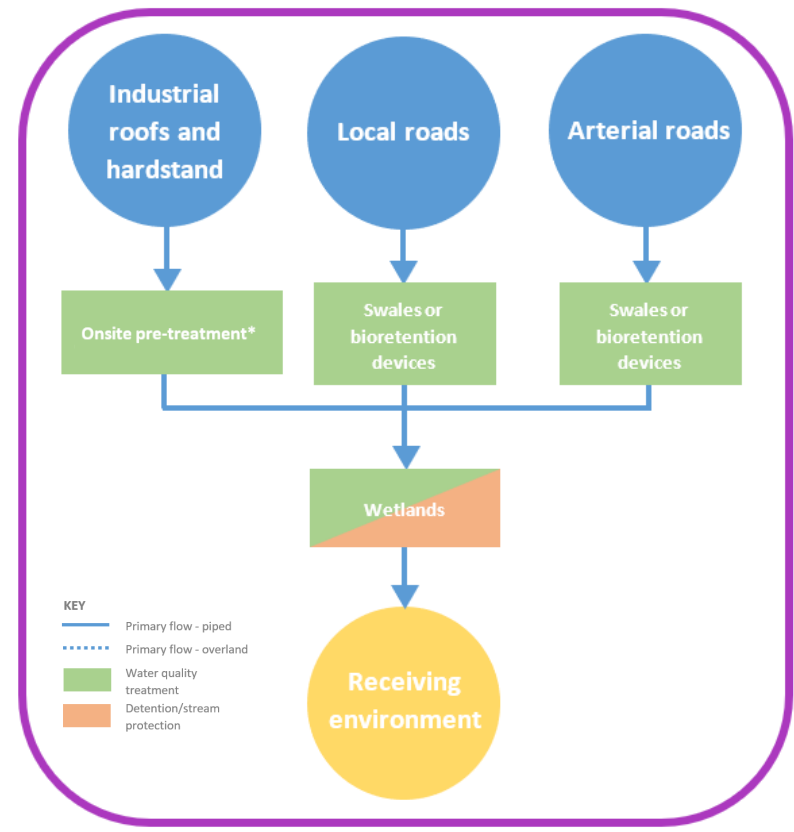 Industrial
roofs and
hardstand
Local roads
Arterial roads
Onsite pre-treatment*
Swales or
bioretention
devices
Swales or
bioretention
devices
Wetlands
KEY
Primary flow - piped
Primary flow - overland
Water quality
treatment
Detention/stream
protection
Receiving
environment